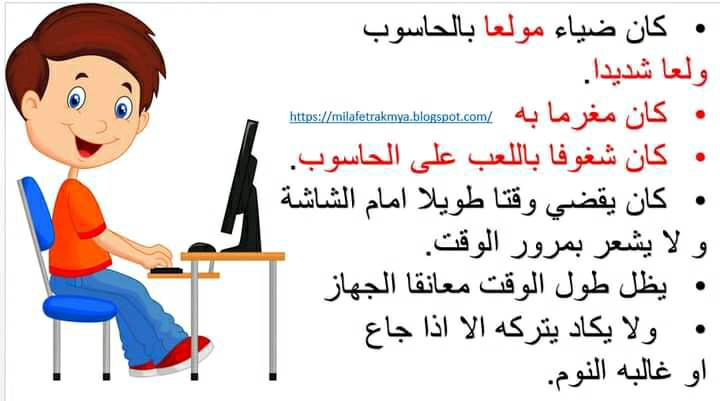 • كان ضياء مولعا بالحاسوب
ولعا شديدا.
• كان مغرما به
https://milafetrakmya.blogspot.com/
• كان شغوفا باللعب على الحاسوب.
• كان يقضي وقتا طويلا امام الشاشة
و لا يشعر بمرور الوقت.
• يظل طول الوقت معانقا الجهاز
• ولا يكاد يتركه الا اذا جاع
او غالبه النوم.